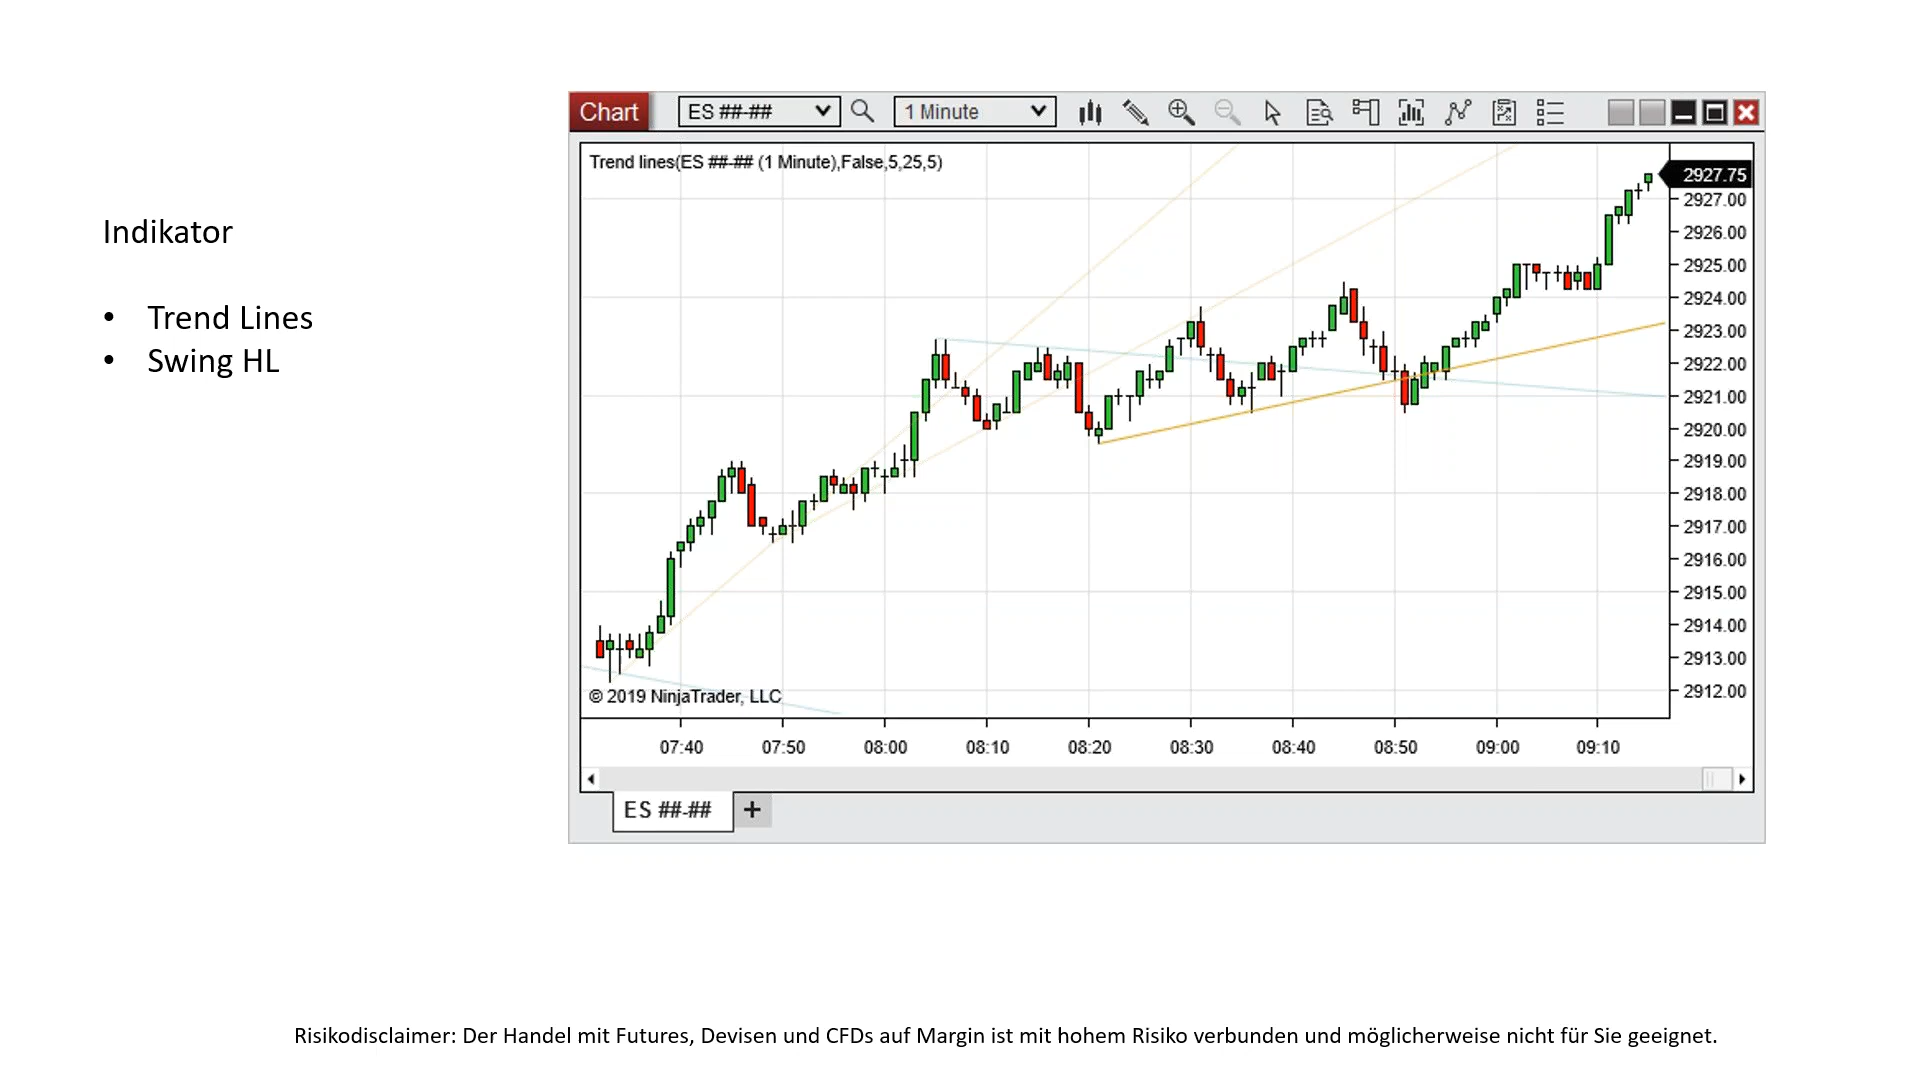 Chart
ES ##-##
1 Minute
Trend lines(ES ##-## (1 Minute),False,5,25,5)
2927.75
2927.00
Indikator
2926.00
2925.00
2924.00
• Trend Lines
2923.00
• Swing HL
2922.00
2921.00
2920.00
2919.00
2918.00
2917.00
2916.00
2915.00
2914.00
2913.00
2912.00
© 2019 NinjaTrader, LLC
07:40 07:50 08:00 08:10 08:20 08:30 08:40 08:50 09:00 09:10
ES ##-## +
Risikodisclaimer: Der Handel mit Futures, Devisen und CFDs auf Margin ist mit hohem Risiko verbunden und möglicherweise nicht für Sie geeignet.